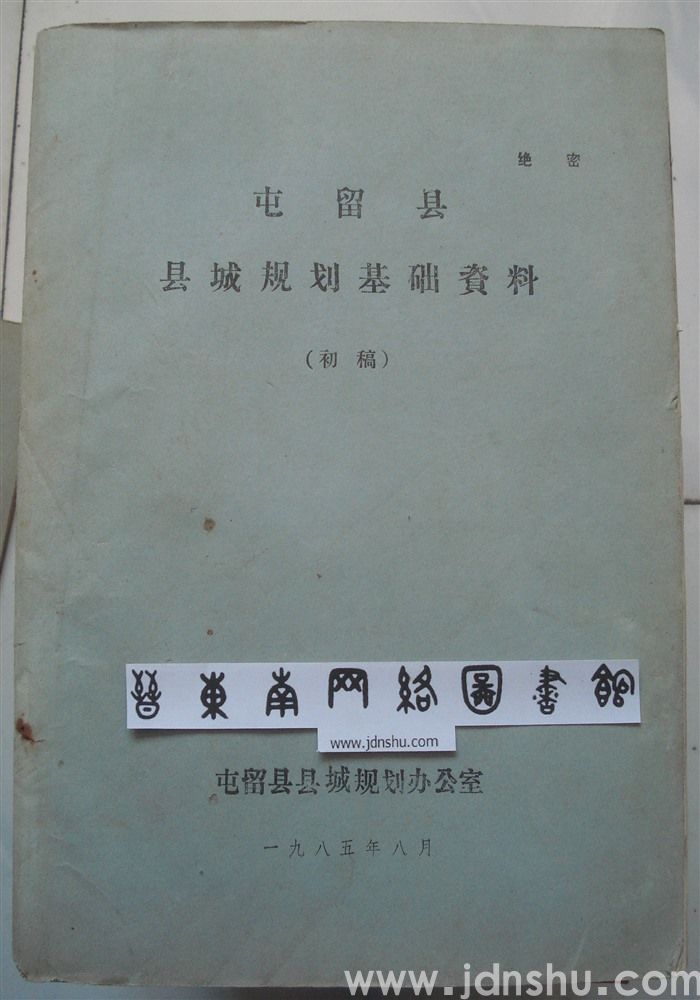 绝 密
屯 留 县
县城规划基础資料
(初 稿)
晉東南网絡圖書館
www.jdnshu.com
屯留县县城规划办公室
一九八五年八月
www.jdnshu.com